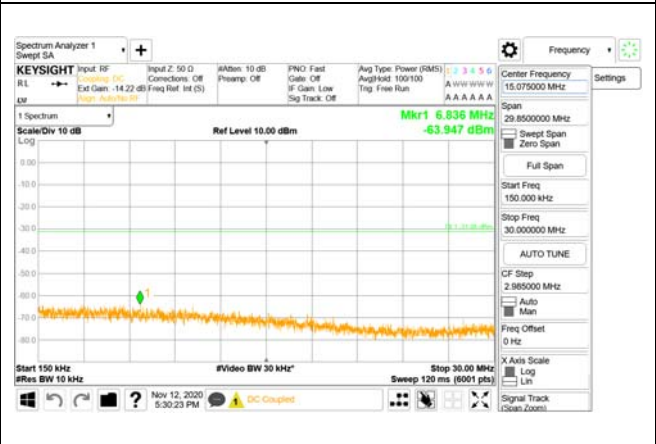 Spectrum Analyzer 1
Swept SA
Frequency
KEYSIGHT
RL
Input: RF
Coupling: DC
Ext Gain: -14.22 dB
Align: Auto/No RF
Input Z: 50 Ω
Corrections: Off
Freq Ref: Int (S)
#Atten: 10 dB
Preamp: Off
PNO: Fast
Gate: Off
IF Gain: Low
Sig Track: Off
Avg Type: Power (RMS)
Avg|Hold: 100/100
Trig: Free Run
1 2 3 4 5 6
A W W W W W
A A A A A A
Center Frequency
15.075000 MHz
Settings
1 Spectrum
Mkr1 6.836 MHz
Scale/Div 10 dB
Ref Level 10.00 dBm
-63.947 dBm
Log
Span
29.8500000 MHz
Swept Span
Zero Span
Full Span
Start Freq
150.000 kHz
Stop Freq
30.000000 MHz
AUTO TUNE
CF Step
2.985000 MHz
Auto
Man
Freq Offset
0 Hz
X Axis Scale
Log
Lin
Signal Track
(Span Zoom)
0.00
-10.0
-20.0
-30.0
-40.0
-50.0
-60.0
-70.0
-80.0
1
Start 150 kHz
#Video BW 30 kHz*
Stop 30.00 MHz
#Res BW 10 kHz
Sweep 120 ms (6001 pts)
?
Nov 12, 2020
5:30:23 PM
1
DC Coupled